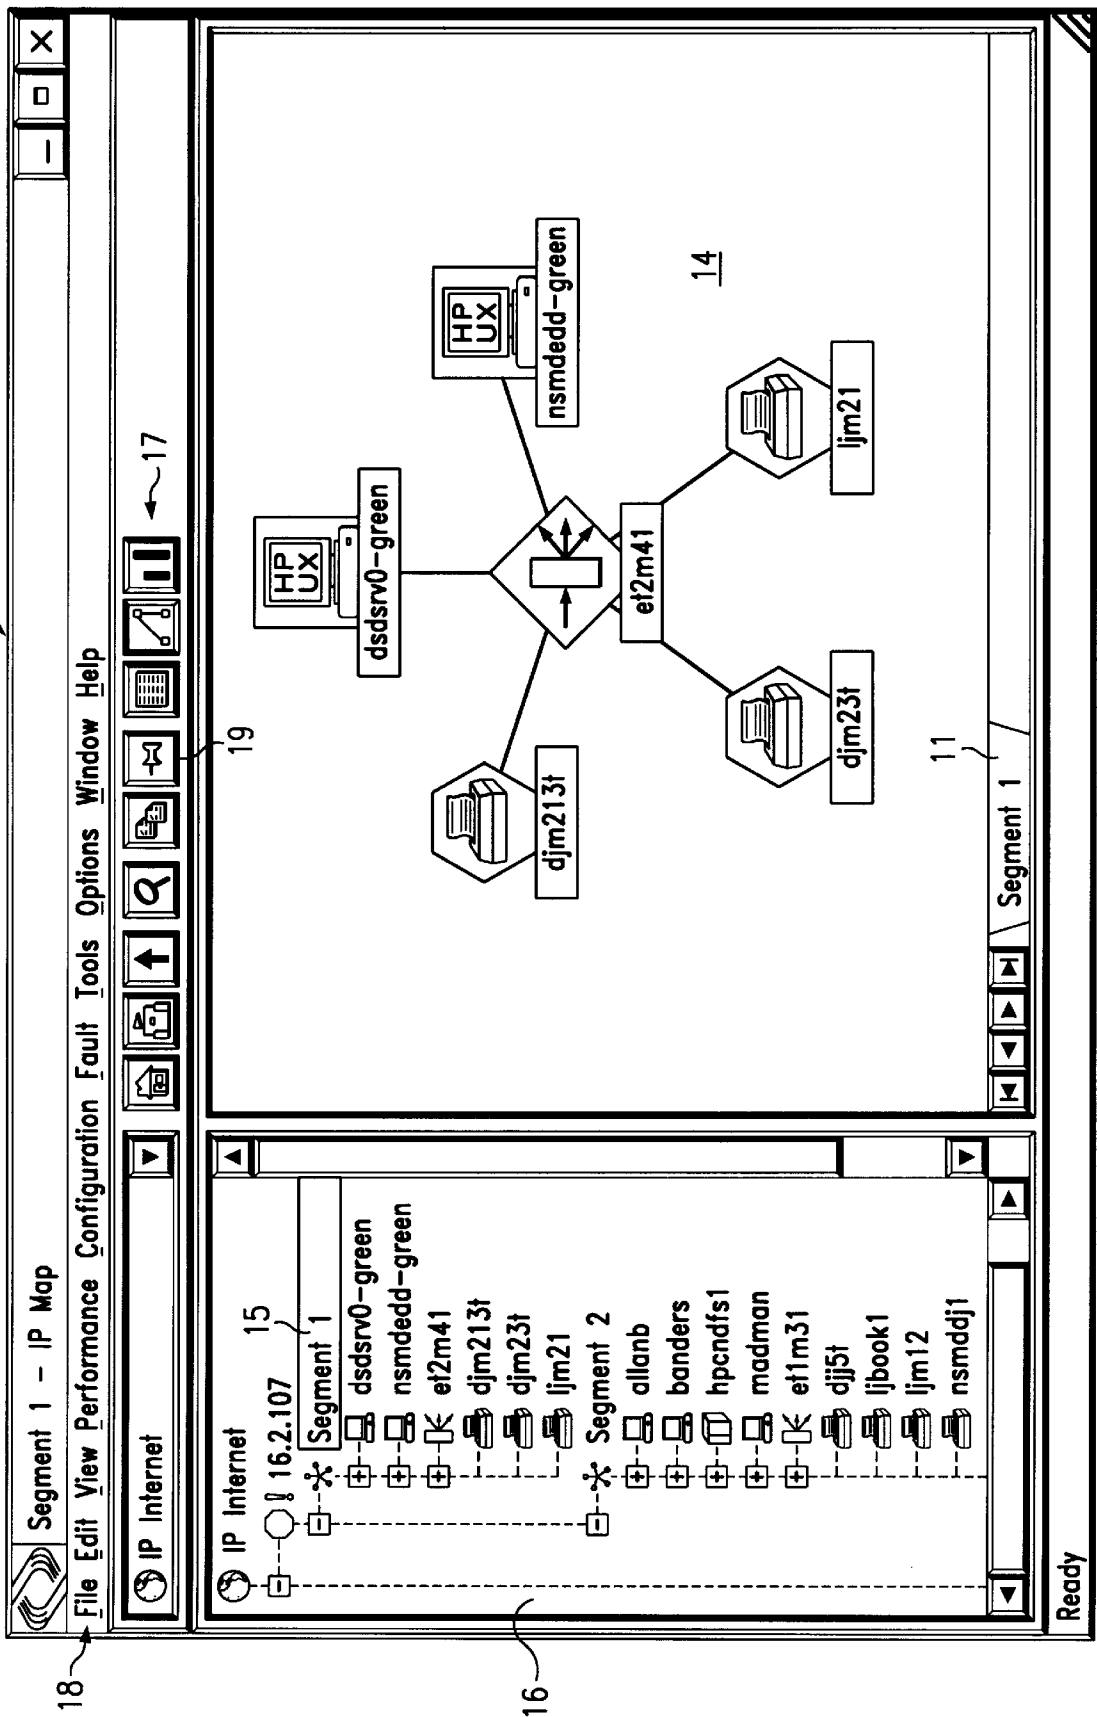 Segment 1 - IP Map
18
File Edit View Performance Configuration Fault Tools Options Window Help
IP Internet
17
19
IP Internet
16.2.107
15
Segment 1
dsdsrv0-green
nsmdedd-green
et2m41
djm213t
djm23t
ljm21
Segment 2
allanb
banders
hpcndfs1
madman
et1m31
djj5t
ljbook1
ljm12
nsmddj1
16
HP
UX
dsdsrv0-green
HP
UX
nsmdedd-green
djm213t
et2m41
14
djm23t
ljm21
11
Segment 1
Ready